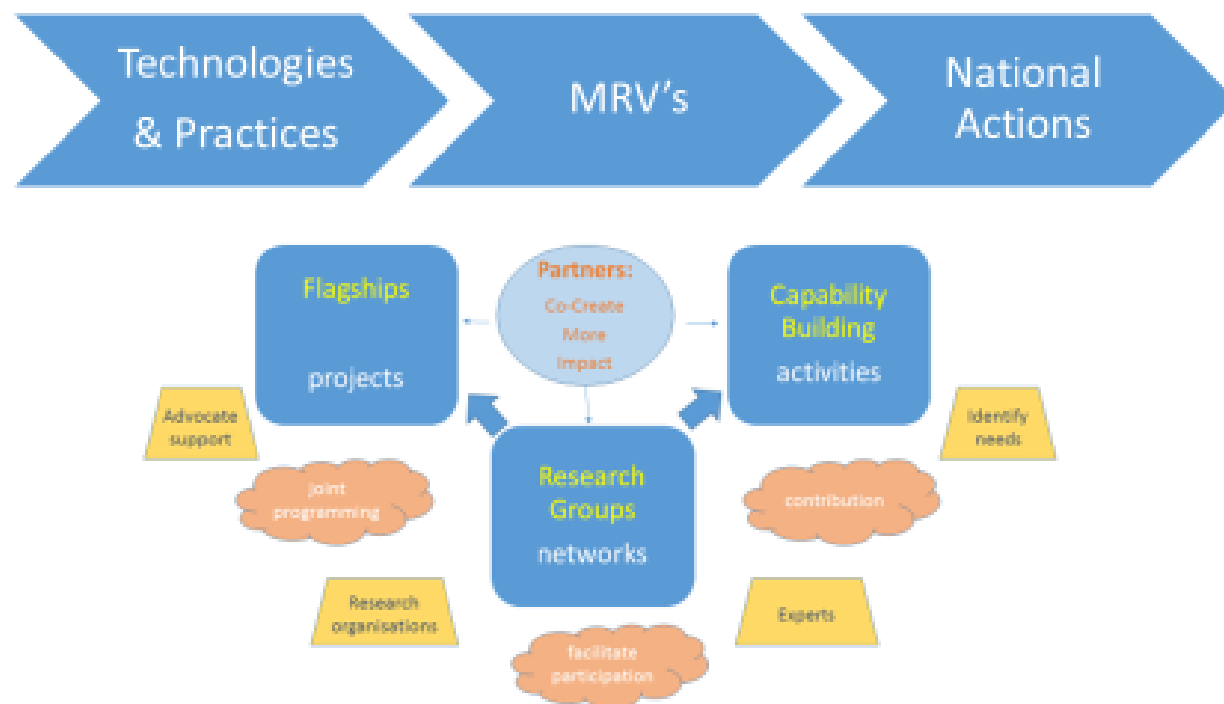 Technologies
& Practices
MRV's
National
Actions
Flagships
projects
Partners:
Co-Create
More
Impact
Capability
Building
activities
Advocate
support
Identify
needs
joint
programming
Research
Groups
networks
contribution
Research
organisations
Experts
facilitate
participation